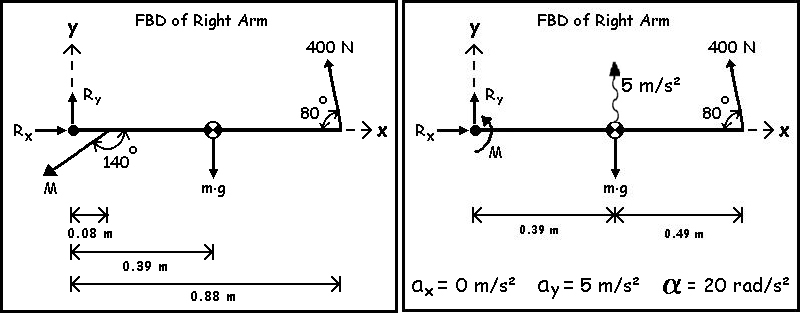 FBD of Right Arm
y
400 N
Ry
80°
Rx
x
140°
M
m·g
0.08 m
0.39 m
0.88 m
FBD of Right Arm
y
400 N
5 m/s²
Ry
80°
Rx
x
M
m·g
0.39 m
0.49 m
ax = 0 m/s² ay = 5 m/s² α = 20 rad/s²